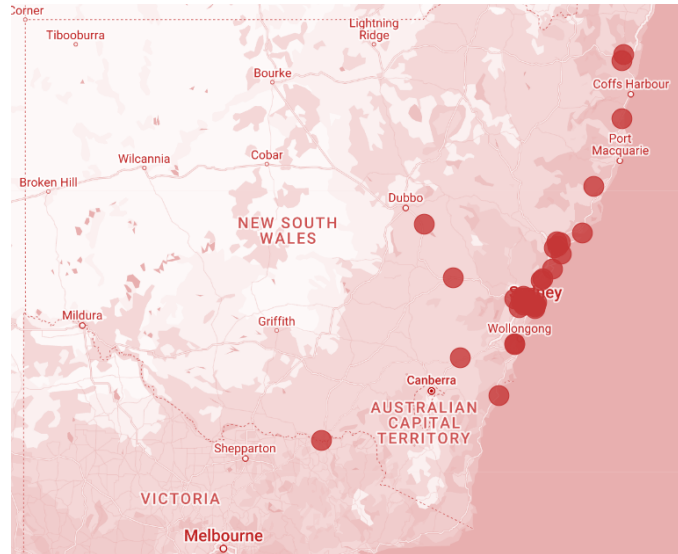 Corner
Tibooburra
Lightning
Ridge
Bourke
Coffs Harbour
Port
Macquarie
Wilcannia
Cobar
Broken Hill
Dubbo
NEW SOUTH
WALES
Mildura
Griffith
Wollongong
Canberra
AUSTRALIAN
CAPITAL
TERRITORY
Shepparton
VICTORIA
Melbourne